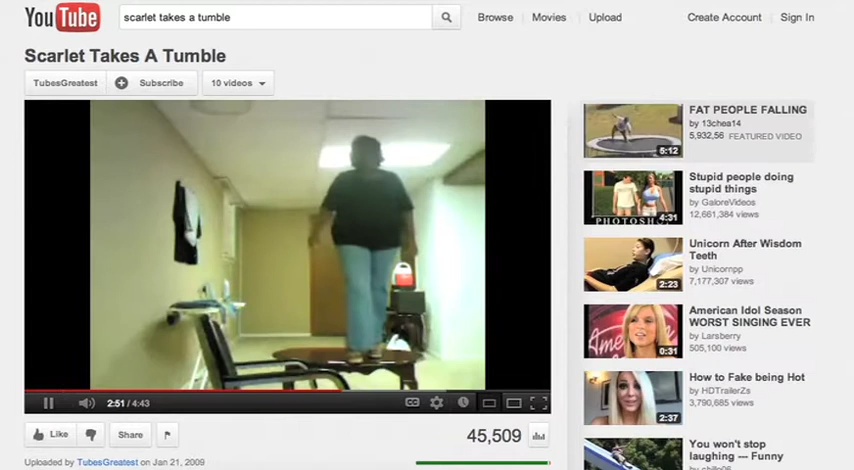 YouTube scarlet takes a tumble Browse Movies Upload Create Account Sign In
Scarlet Takes A Tumble
TubesGreatest Subscribe 10 videos
FAT PEOPLE FALLING
by 13chea14
5,932,56 FEATURED VIDEO
5:12
Stupid people doing
stupid things
by GaloreVideos
12,661,384 views
4:31
PHOTOSHO
Unicorn After Wisdom
Teeth
by Unicornpp
7,177,307 views
2:23
American Idol Season
WORST SINGING EVER
by Larsberry
505,100 views
0:31
How to Fake being Hot
by HDTrailerZs
3,790,685 views
2:37
You won't stop
laughing --- Funny
2:51 / 4:43
Like Share 45,509
Uploaded by TubesGreatest on Jan 21, 2009